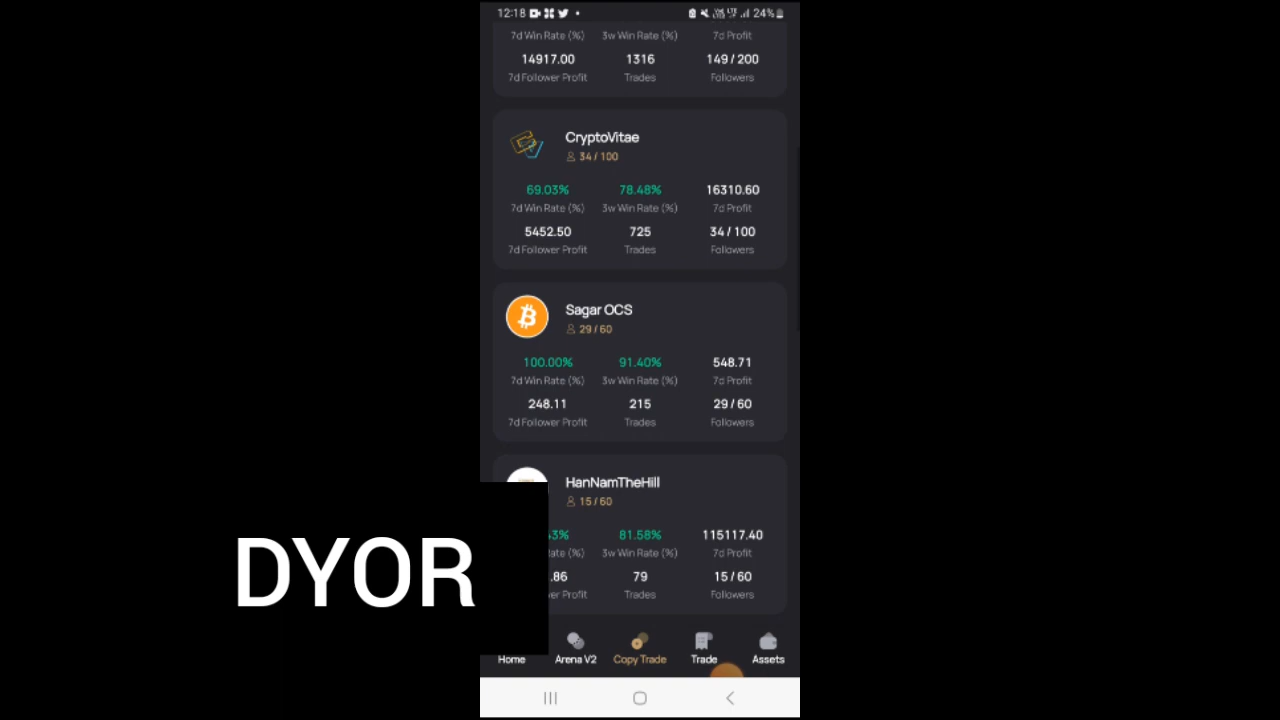 12:18 24%
7d Win Rate (%) 3w Win Rate (%) 7d Profit
14917.00 1316 149 / 200
7d Follower Profit Trades Followers
CryptoVitae
34 / 100
69.03% 78.48% 16310.60
7d Win Rate (%) 3w Win Rate (%) 7d Profit
5452.50 725 34 / 100
7d Follower Profit Trades Followers
Sagar OCS
29 / 60
100.00% 91.40% 548.71
7d Win Rate (%) 3w Win Rate (%) 7d Profit
248.11 215 29 / 60
7d Follower Profit Trades Followers
HanNamTheHill
15 / 60
43% 81.58% 115117.40
ate (%) 3w Win Rate (%) 7d Profit
.86 79 15 / 60
er Profit Trades Followers
DYOR
Home Arena V2 Copy Trade Trade Assets